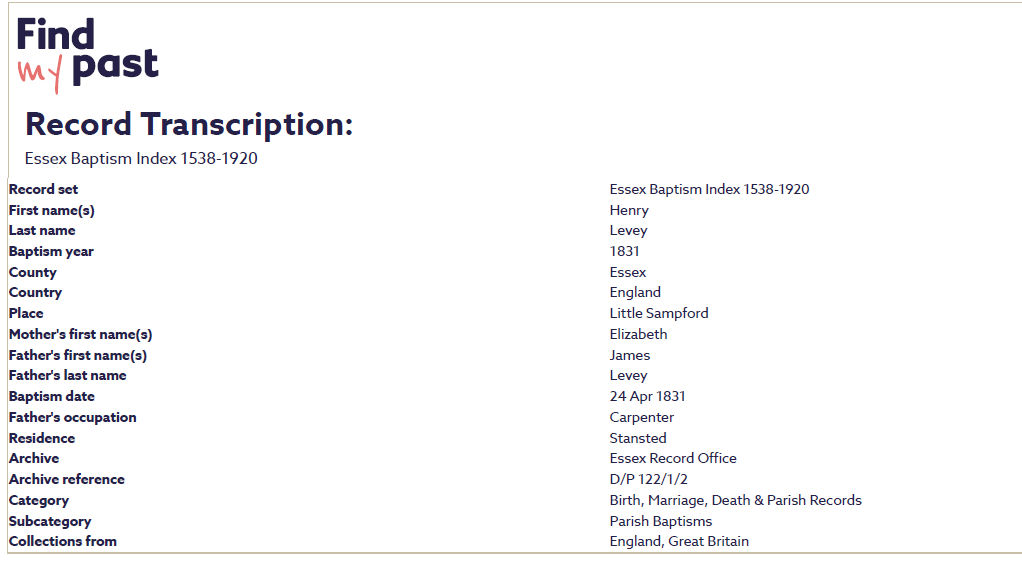 Find
my past
Record Transcription:
Essex Baptism Index 1538-1920
Record set Essex Baptism Index 1538-1920
First name(s) Henry
Last name Levey
Baptism year 1831
County Essex
Country England
Place Little Sampford
Mother's first name(s) Elizabeth
Father's first name(s) James
Father's last name Levey
Baptism date 24 Apr 1831
Father's occupation Carpenter
Residence Stansted
Archive Essex Record Office
Archive reference D/P 122/1/2
Category Birth, Marriage, Death & Parish Records
Subcategory Parish Baptisms
Collections from England, Great Britain